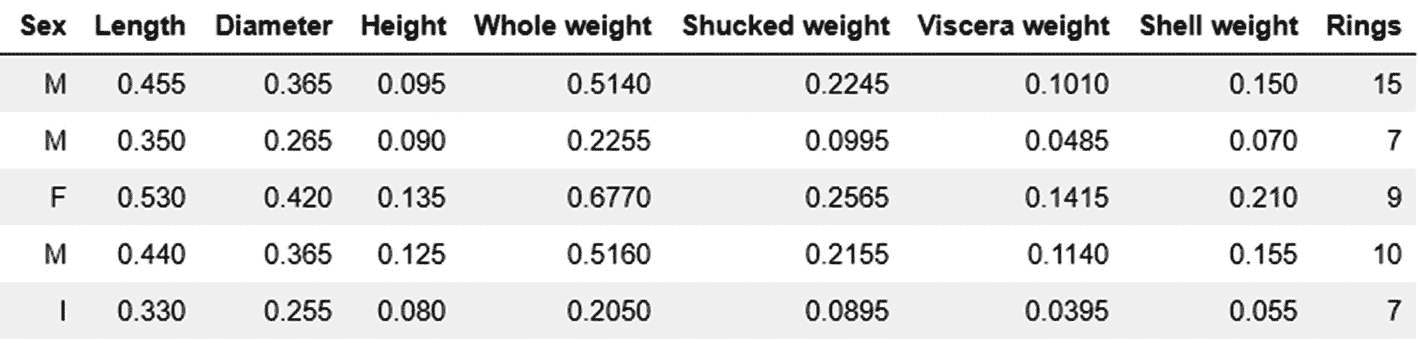 Sex Length Diameter Height Whole weight Shucked weight Viscera weight Shell weight Rings
M 0.455 0.365 0.095 0.5140 0.2245 0.1010 0.150 15
M 0.350 0.265 0.090 0.2255 0.0995 0.0485 0.070 7
F 0.530 0.420 0.135 0.6770 0.2565 0.1415 0.210 9
M 0.440 0.365 0.125 0.5160 0.2155 0.1140 0.155 10
I 0.330 0.255 0.080 0.2050 0.0895 0.0395 0.055 7